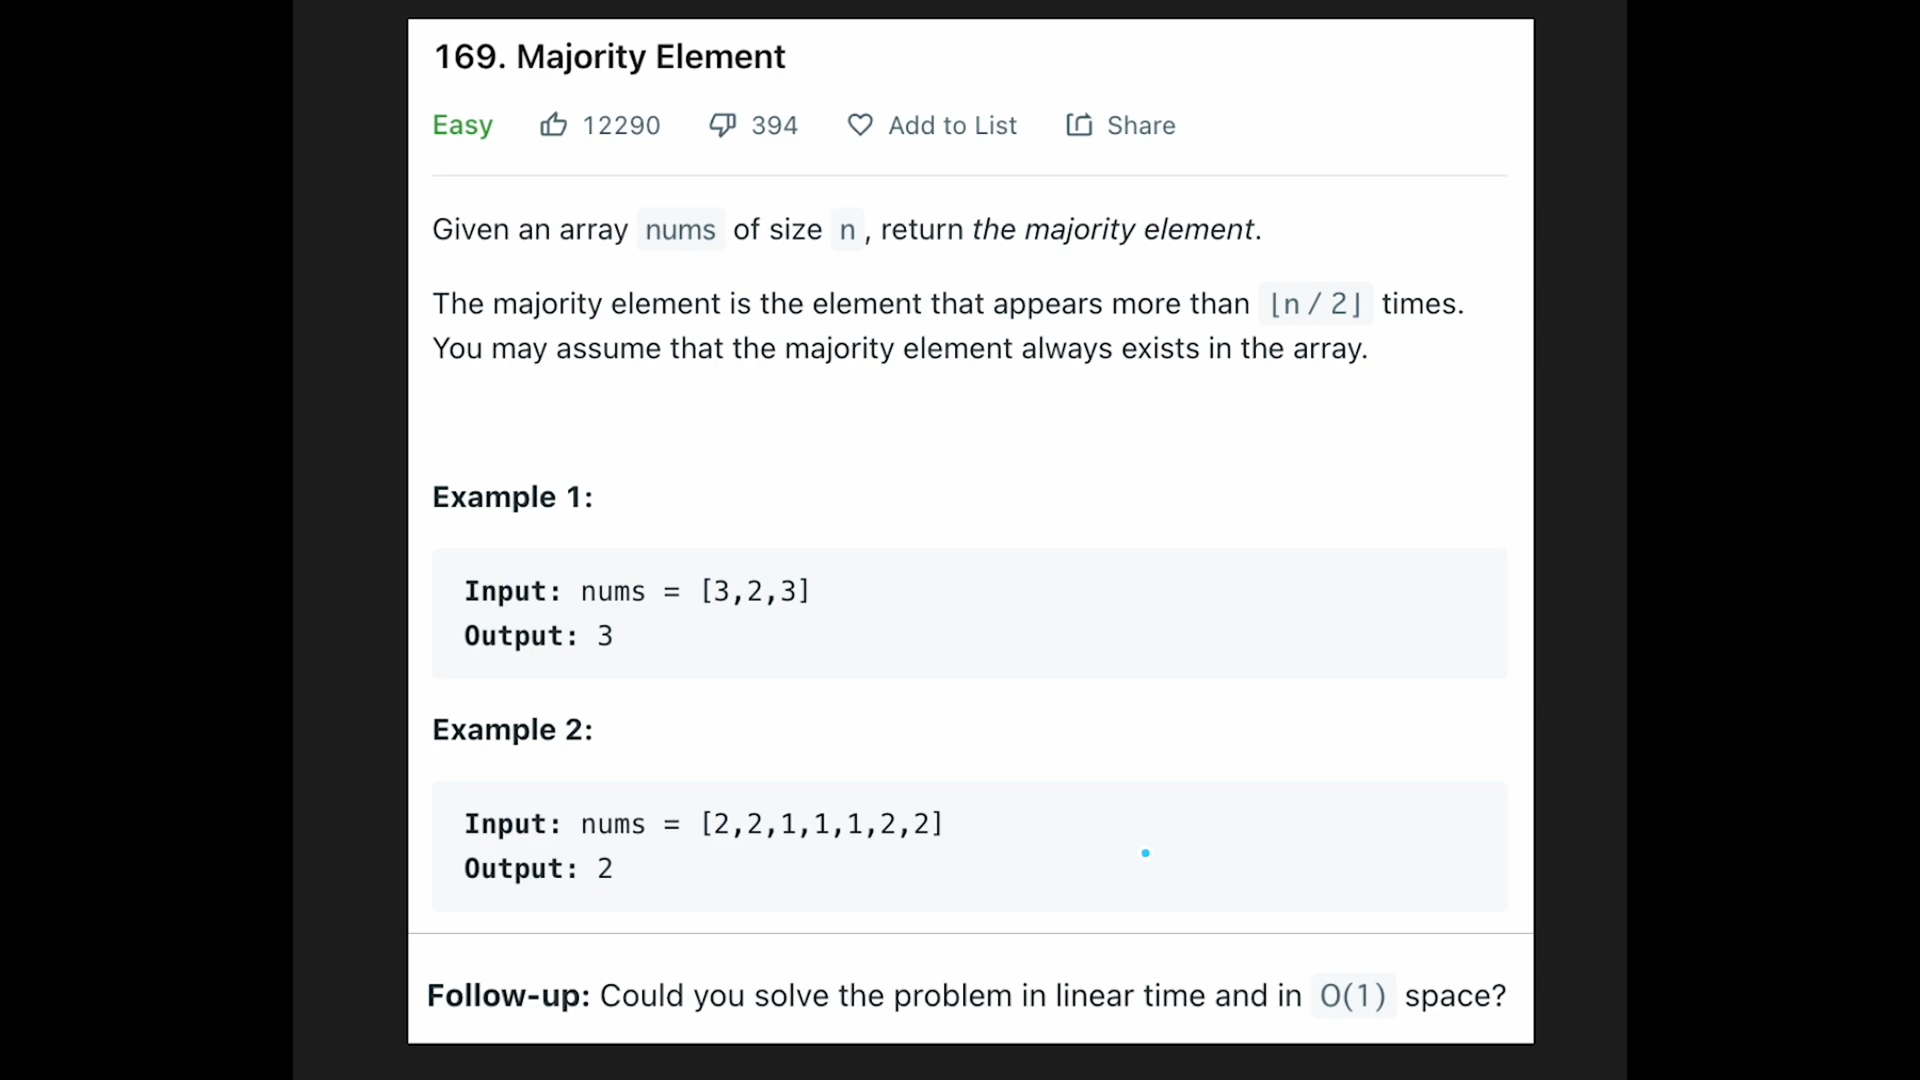 169. Majority Element
Easy 12290 394 Add to List Share
Given an array nums of size n, return the majority element.
The majority element is the element that appears more than ⌊n / 2⌋ times.
You may assume that the majority element always exists in the array.
Example 1:
Input: nums = [3,2,3]
Output: 3
Example 2:
Input: nums = [2,2,1,1,1,2,2]
Output: 2
Follow-up: Could you solve the problem in linear time and in O(1) space?